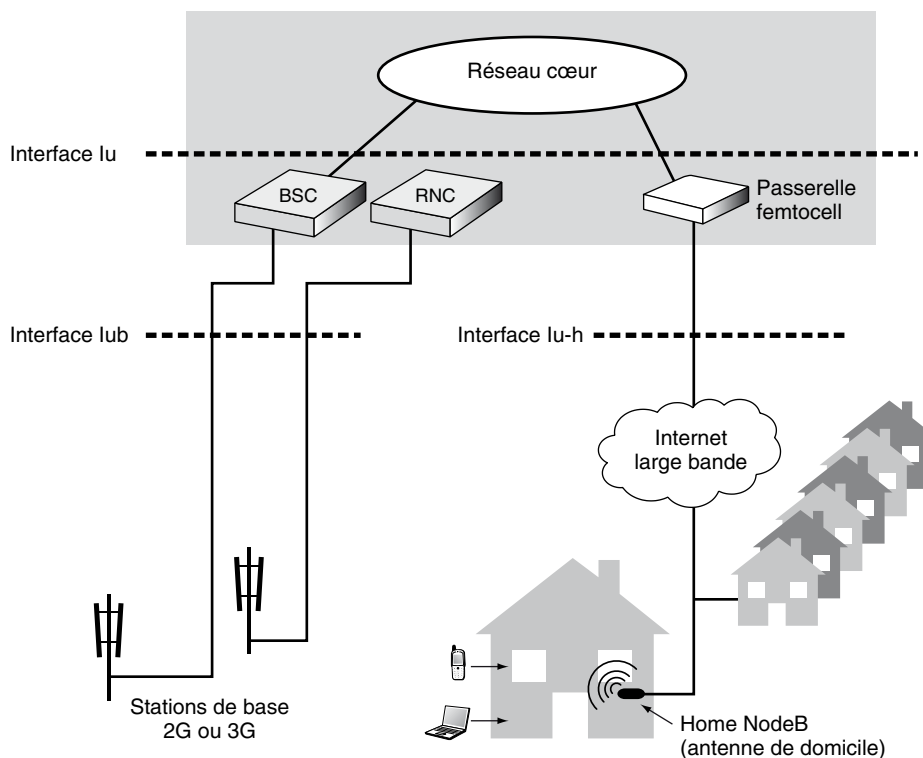 Réseau cœur
Interface Iu
BSC
RNC
Passerelle
femtocell
Interface Iub
Interface Iu-h
Internet
large bande
Stations de base
2G ou 3G
Home NodeB
(antenne de domicile)